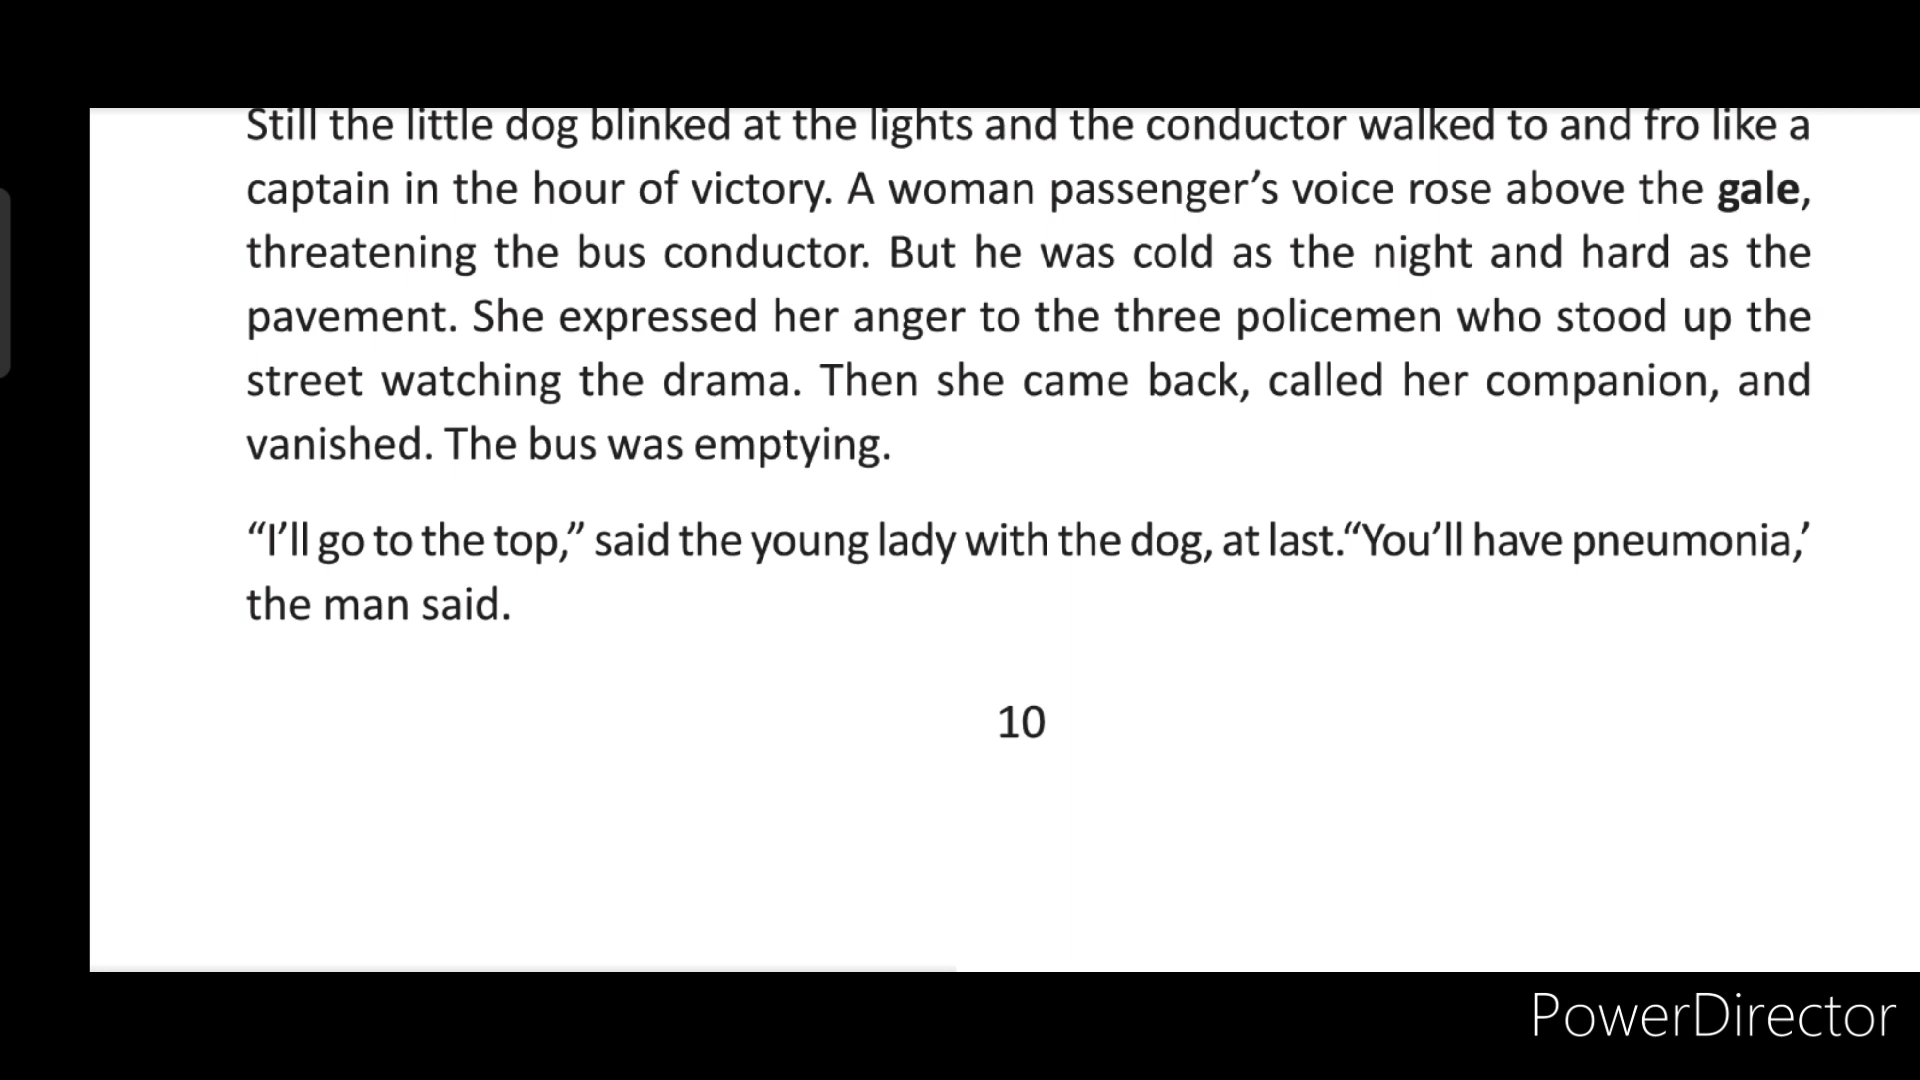 Still the little dog blinked at the lights and the conductor walked to and fro like a
captain in the hour of victory. A woman passenger’s voice rose above the gale,
threatening the bus conductor. But he was cold as the night and hard as the
pavement. She expressed her anger to the three policemen who stood up the
street watching the drama. Then she came back, called her companion, and
vanished. The bus was emptying.
“I’ll go to the top,” said the young lady with the dog, at last.“You’ll have pneumonia,’
the man said.
10
PowerDirector